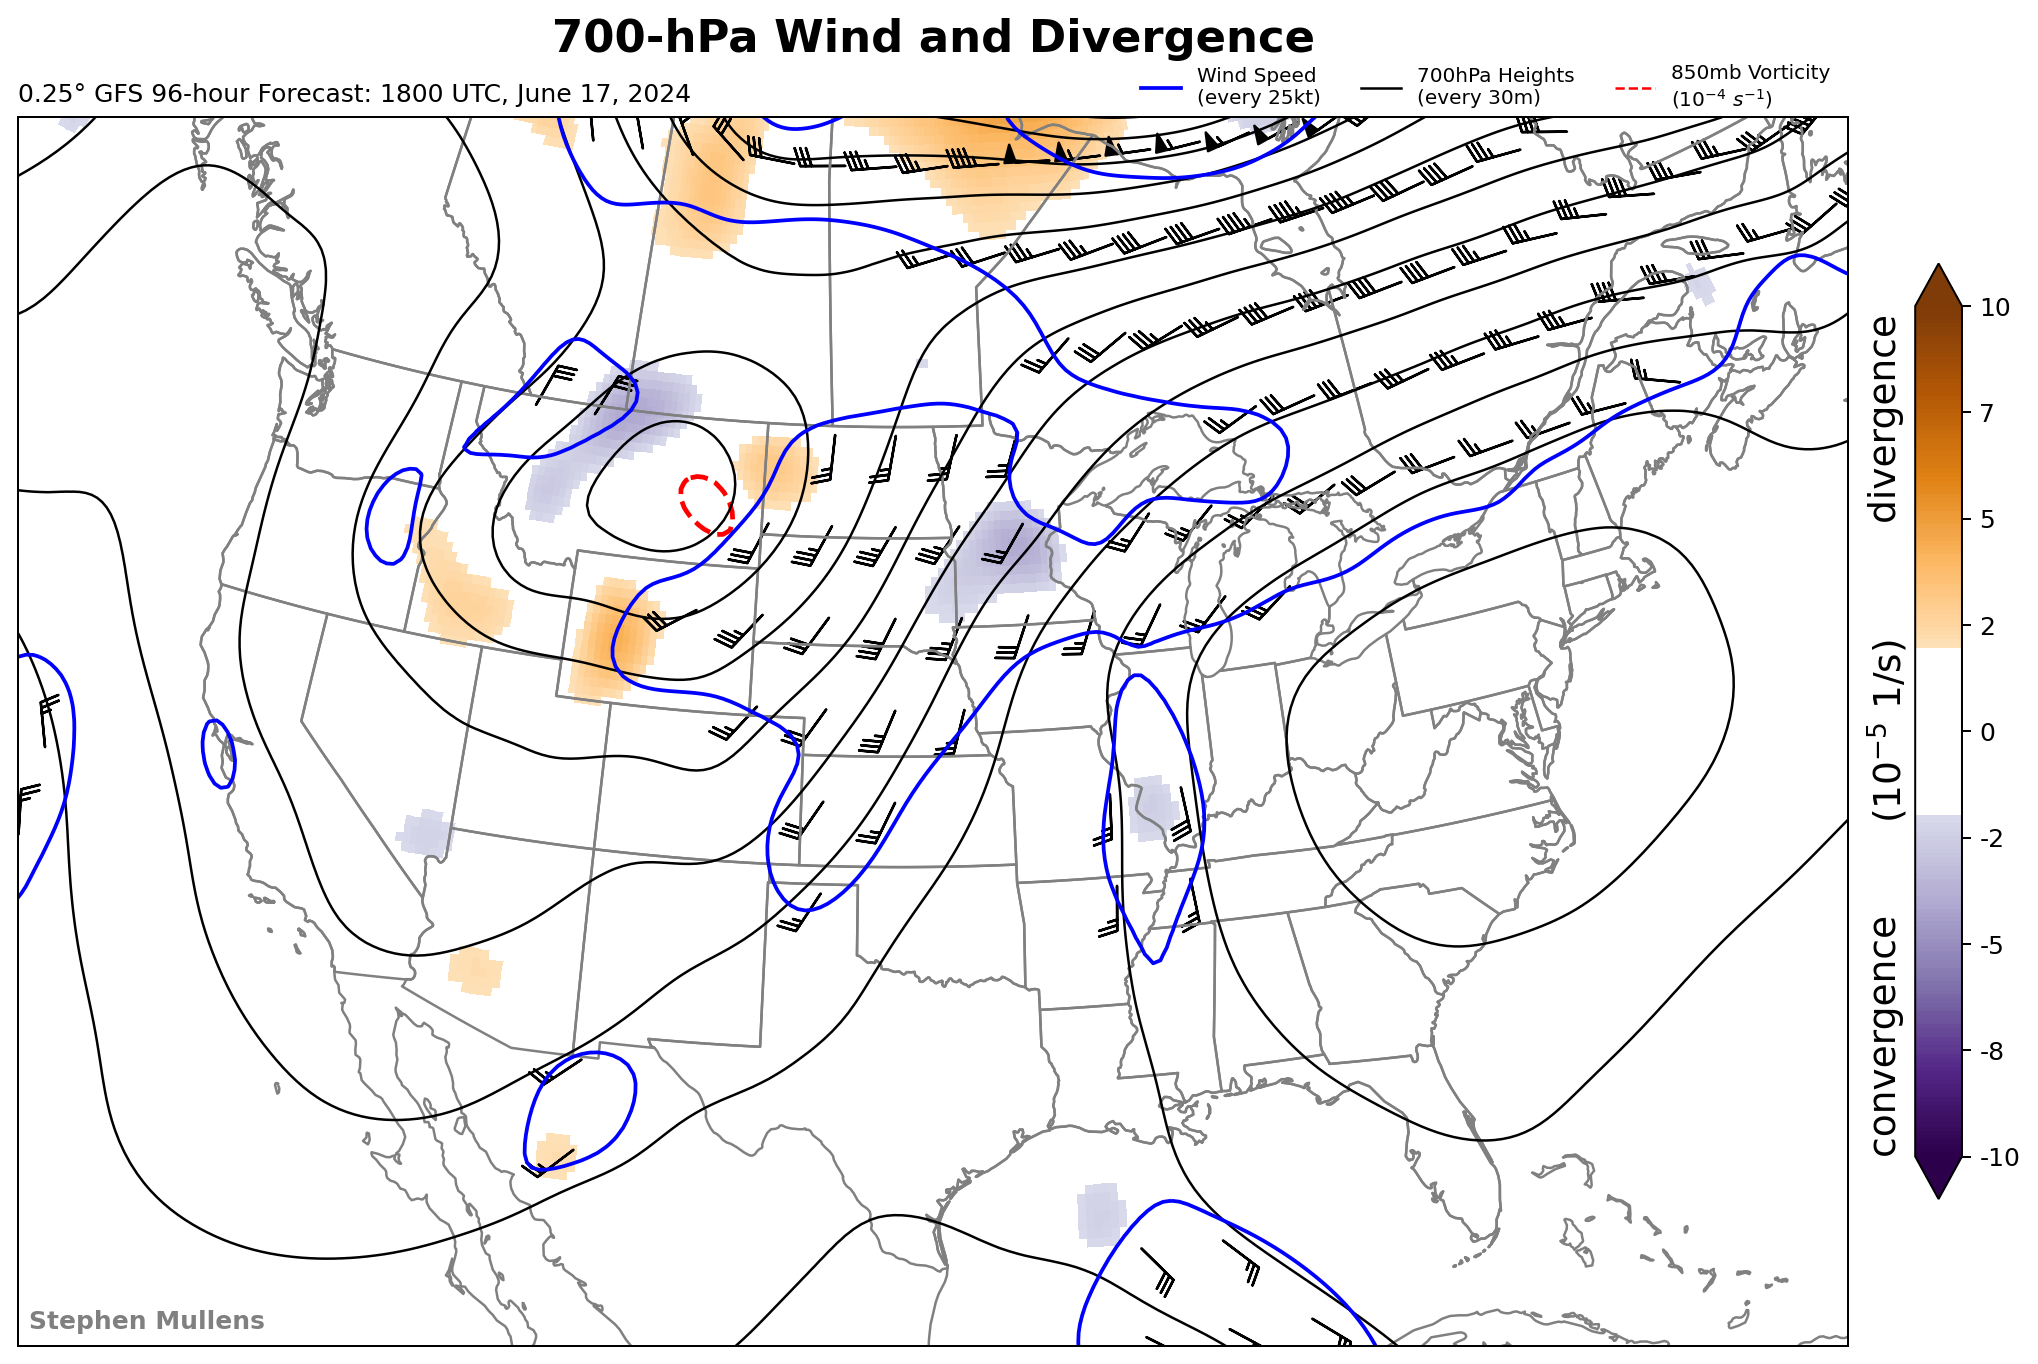 700-hPa Wind and Divergence
0.25° GFS 96-hour Forecast: 1800 UTC, June 17, 2024
Wind Speed
(every 25kt)
700hPa Heights
(every 30m)
850mb Vorticity
(10⁻⁴ s⁻¹)
10
7
5
2
0
-2
-5
-8
-10
convergence (10⁻⁵ 1/s) divergence
Stephen Mullens